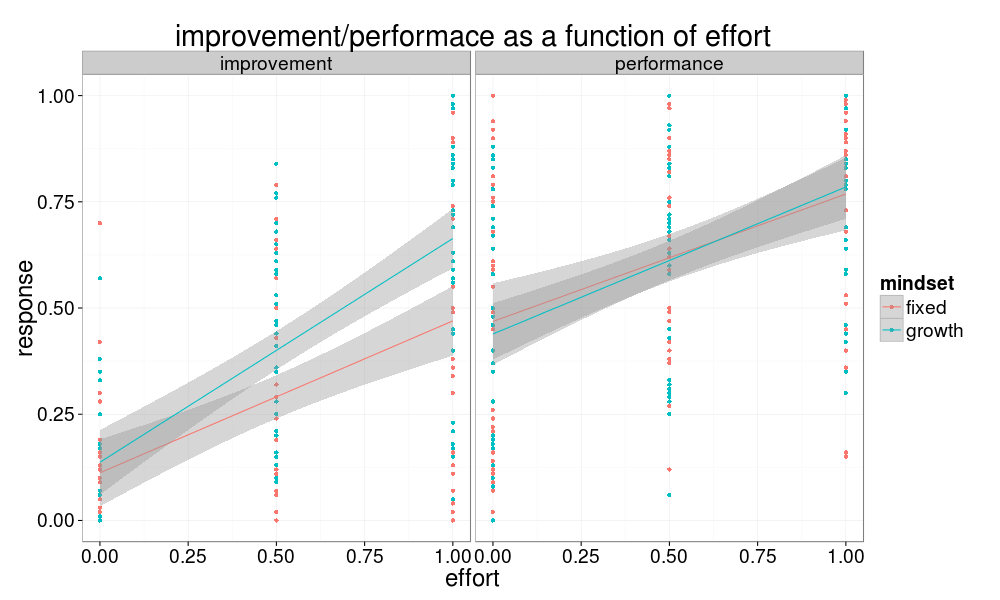 improvement/performace as a function of effort
improvement
performance
1.00
0.75
0.50
0.25
0.00
response
0.00 0.25 0.50 0.75 1.00
0.00 0.25 0.50 0.75 1.00
effort
mindset
fixed
growth